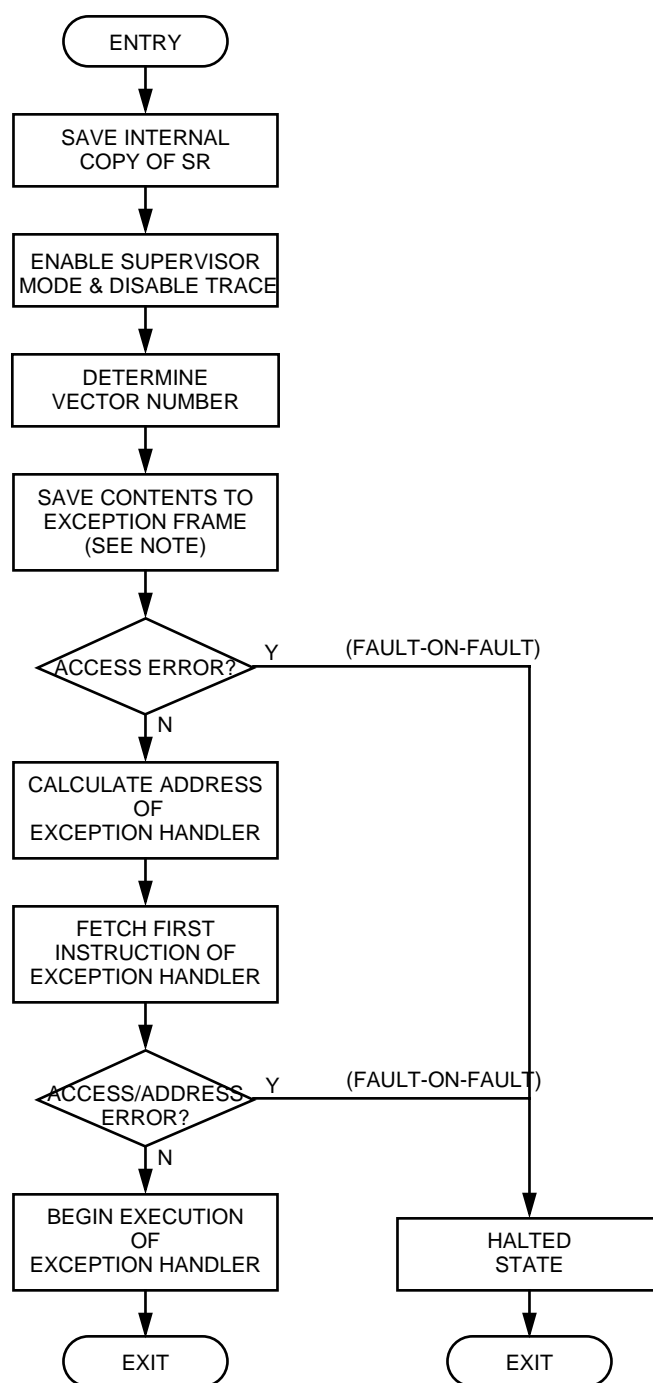 ENTRY
SAVE INTERNAL
COPY OF SR
ENABLE SUPERVISOR
MODE & DISABLE TRACE
DETERMINE
VECTOR NUMBER
SAVE CONTENTS TO
EXCEPTION FRAME
(SEE NOTE)
ACCESS ERROR?
Y
(FAULT-ON-FAULT)
N
CALCULATE ADDRESS
OF
EXCEPTION HANDLER
FETCH FIRST
INSTRUCTION OF
EXCEPTION HANDLER
ACCESS/ADDRESS
ERROR?
Y
(FAULT-ON-FAULT)
N
BEGIN EXECUTION
OF
EXCEPTION HANDLER
HALTED
STATE
EXIT
EXIT